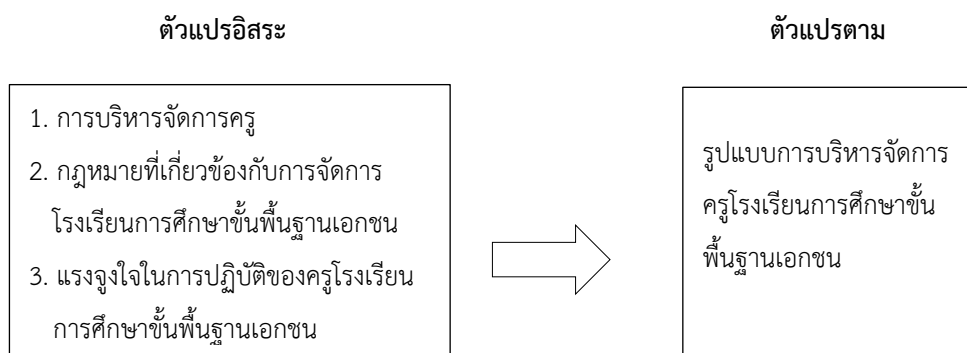 ตัวแปรอิสระ
ตัวแปรตาม
1. การบริหารจัดการครู
2. กฎหมายที่เกี่ยวข้องกับการจัดการ
โรงเรียนการศึกษาขั้นพื้นฐานเอกชน
3. แรงจูงใจในการปฏิบัติของครูโรงเรียน
การศึกษาขั้นพื้นฐานเอกชน
รูปแบบการบริหารจัดการ
ครูโรงเรียนการศึกษาขั้น
พื้นฐานเอกชน